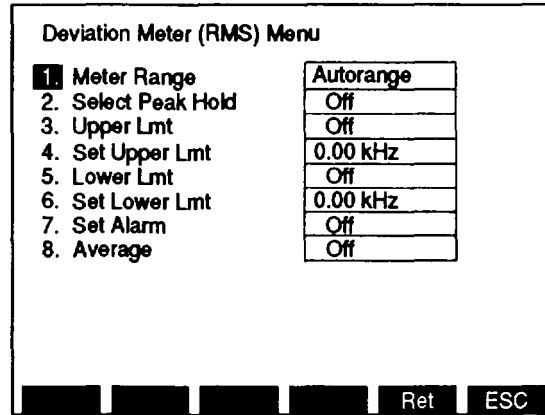 Deviation Meter (RMS) Menu
1. Meter Range Autorange
2. Select Peak Hold Off
3. Upper Lmt Off
4. Set Upper Lmt 0.00 kHz
5. Lower Lmt Off
6. Set Lower Lmt 0.00 kHz
7. Set Alarm Off
8. Average Off
Ret ESC